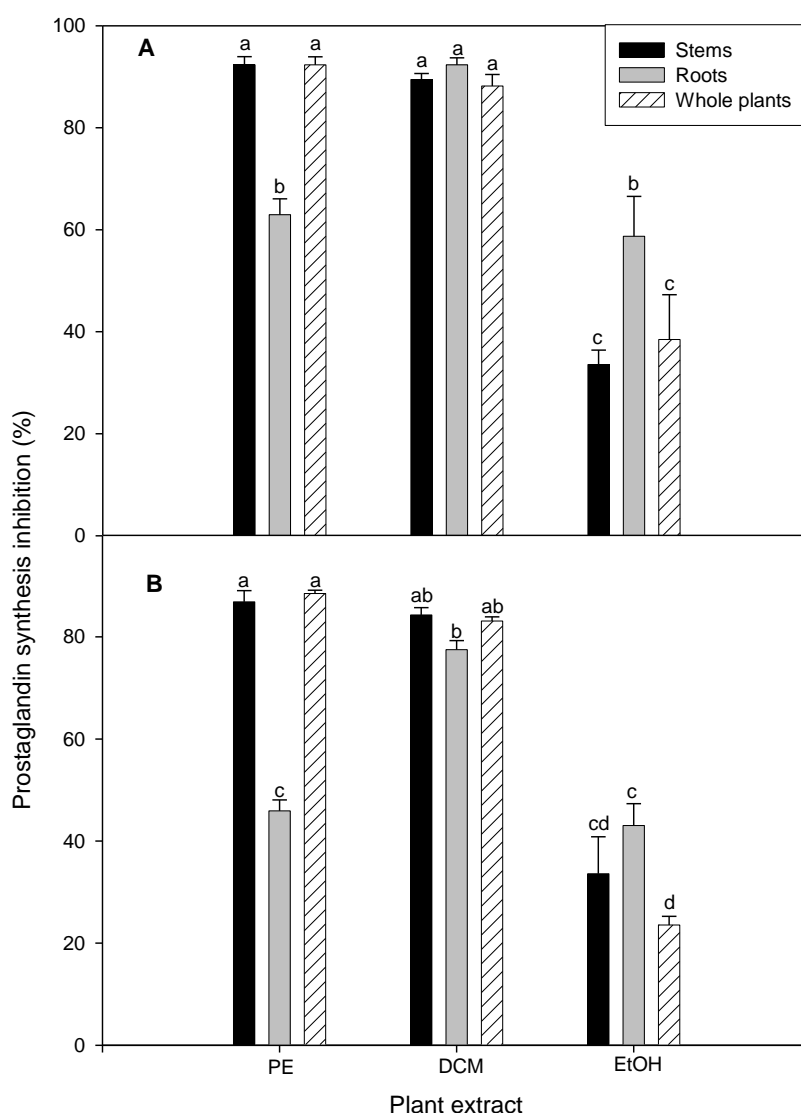 100
A
a
a
a
a
a
Stems
Roots
Whole plants
80
b
b
60
c
c
40
20
0
B
a
a
ab
b
ab
80
60
c
c
cd
40
d
20
0
PE
DCM
EtOH
Plant extract
Prostaglandin synthesis inhibition (%)